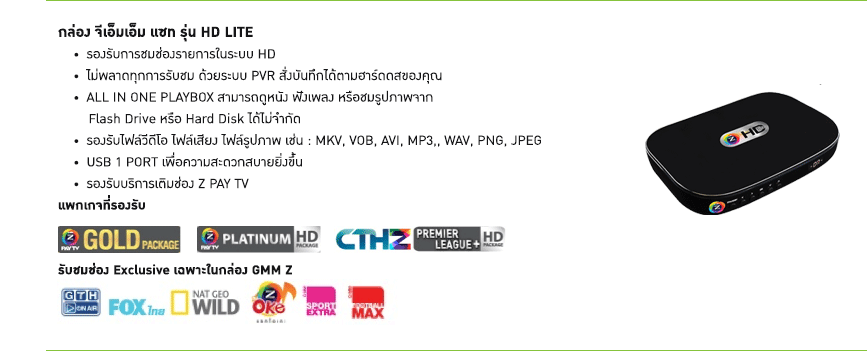 กล่อง จีเอ็มเอ็ม แซท รุ่น HD LITE
• รองรับการชมช่องรายการในระบบ HD
• ไม่พลาดทุกการรับชม ด้วยระบบ PVR สั่งบันทึกได้ตามฮาร์ดดสของคุณ
• ALL IN ONE PLAYBOX สามารถดูหนัง ฟังเพลง หรือชมรูปภาพจาก
Flash Drive หรือ Hard Disk ได้ไม่จำกัด
• รองรับไฟล์วีดีโอ ไฟล์เสียง ไฟล์รูปภาพ เช่น : MKV, VOB, AVI, MP3,, WAV, PNG, JPEG
• USB 1 PORT เพื่อความสะดวกสบายยิ่งขึ้น
• รองรับบริการเติมช่อง Z PAY TV
Z HD
แพกเกจที่รองรับ
Z PAY TV GOLD PACKAGE
Z PAY TV PLATINUM HD PACKAGE
CTHZ PREMIER LEAGUE+ HD PACKAGE
รับชมช่อง Exclusive เฉพาะในกล่อง GMM Z
GTH ON AIR
FOX ไทย
NAT GEO WILD
Z Oke
SPORT EXTRA
FOOTBALL MAX